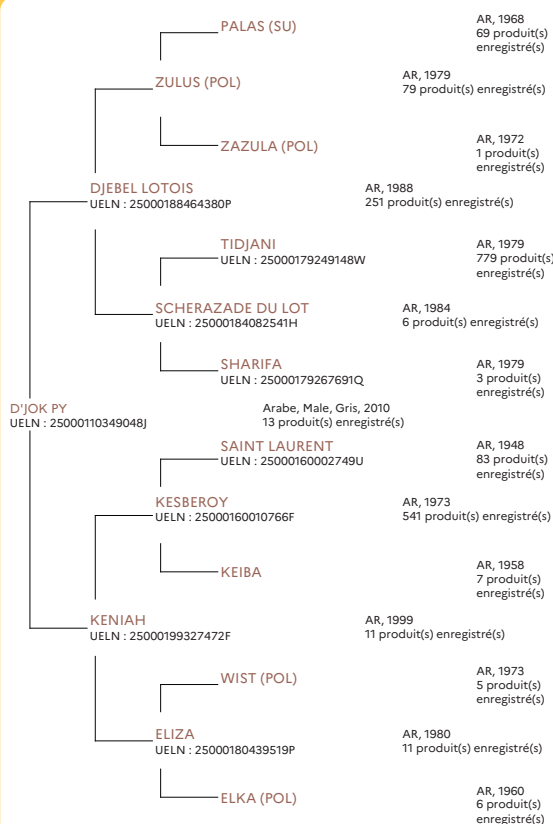 PALAS (SU)
AR, 1968
69 produit(s)
enregistré(s)
ZULUS (POL)
AR, 1979
79 produit(s) enregistré(s)
ZAZULA (POL)
AR, 1972
1 produit(s)
enregistré(s)
DJEBEL LOTOIS
UELN : 25000188464380P
AR, 1988
251 produit(s) enregistré(s)
TIDJANI
UELN : 25000179249148W
AR, 1979
779 produit(s)
enregistré(s)
SCHERAZADE DU LOT
UELN : 25000184082541H
AR, 1984
6 produit(s) enregistré(s)
SHARIFA
UELN : 25000179267691Q
AR, 1979
3 produit(s)
enregistré(s)
D'JOK PY
UELN : 25000110349048J
Arabe, Male, Gris, 2010
13 produit(s) enregistré(s)
SAINT LAURENT
UELN : 25000160002749U
AR, 1948
83 produit(s)
enregistré(s)
KESBEROY
UELN : 25000160010766F
AR, 1973
541 produit(s) enregistré(s)
KEIBA
AR, 1958
7 produit(s)
enregistré(s)
KENIAH
UELN : 25000199327472F
AR, 1999
11 produit(s) enregistré(s)
WIST (POL)
AR, 1973
5 produit(s)
enregistré(s)
ELIZA
UELN : 25000180439519P
AR, 1980
11 produit(s) enregistré(s)
ELKA (POL)
AR, 1960
6 produit(s)
enregistré(s)